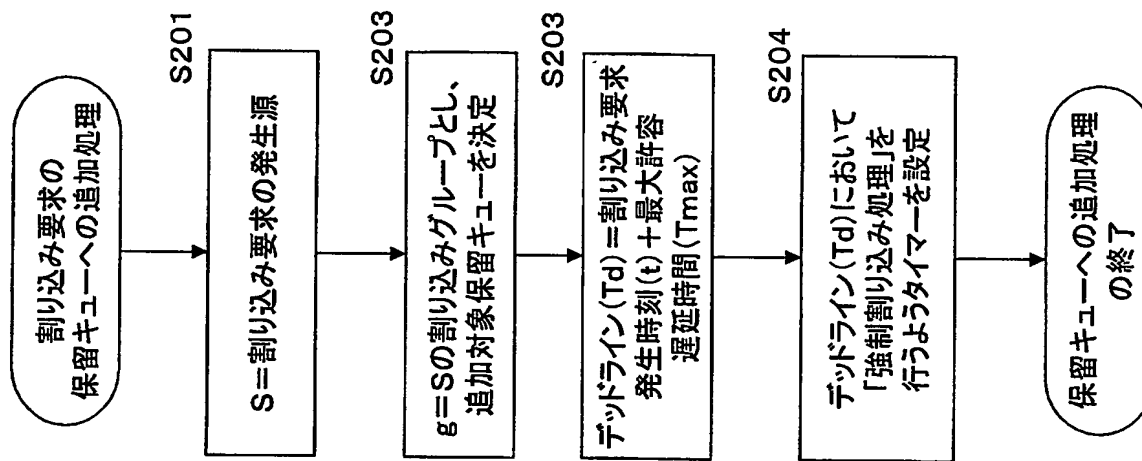 割り込み要求の
保留キューへの追加処理
S201
S＝割り込み要求の発生源
S203
g＝Sの割り込みグループとし、
追加対象保留キューを決定
S203
デッドライン(Td)＝割り込み要求
発生時刻(t)＋最大許容
遅延時間(Tmax)
S204
デッドライン(Td)において
「強制割り込み処理」を
行うようタイマーを設定
保留キューへの追加処理
の終了